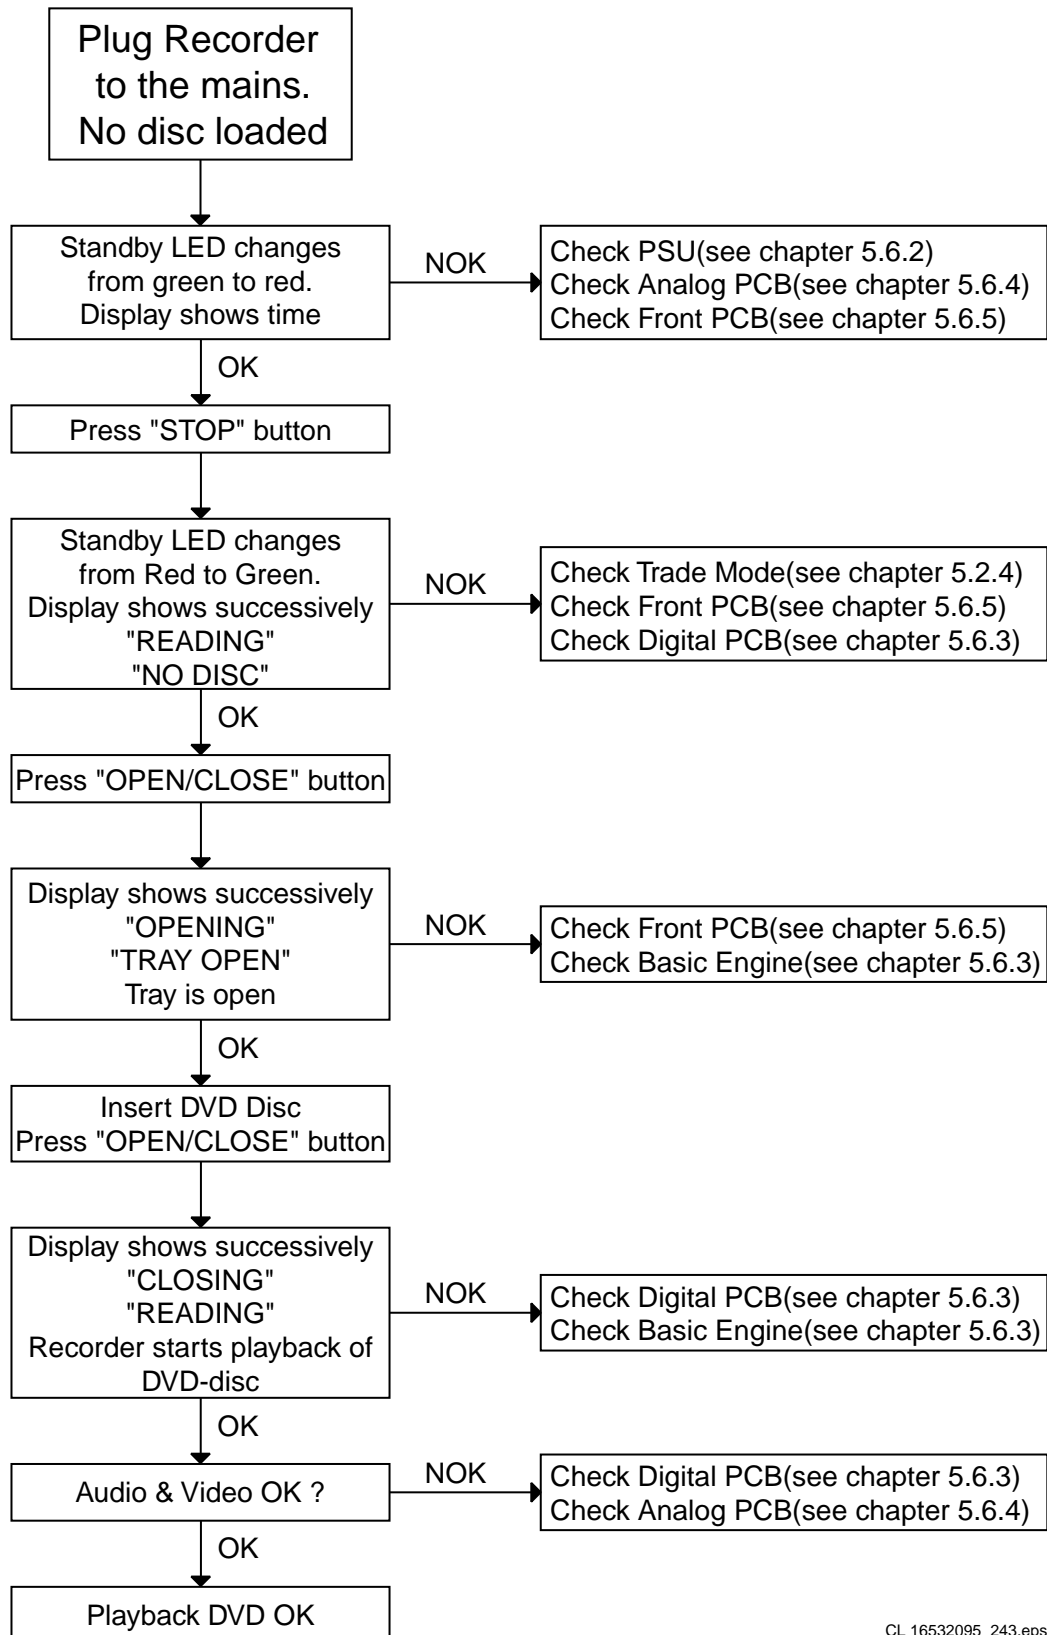 Plug Recorder
to the mains.
No disc loaded
Standby LED changes
from green to red.
Display shows time
NOK
Check PSU(see chapter 5.6.2)
Check Analog PCB(see chapter 5.6.4)
Check Front PCB(see chapter 5.6.5)
OK
Press "STOP" button
Standby LED changes
from Red to Green.
Display shows successively
"READING"
"NO DISC"
NOK
Check Trade Mode(see chapter 5.2.4)
Check Front PCB(see chapter 5.6.5)
Check Digital PCB(see chapter 5.6.3)
OK
Press "OPEN/CLOSE" button
Display shows successively
"OPENING"
"TRAY OPEN"
Tray is open
NOK
Check Front PCB(see chapter 5.6.5)
Check Basic Engine(see chapter 5.6.3)
OK
Insert DVD Disc
Press "OPEN/CLOSE" button
Display shows successively
"CLOSING"
"READING"
Recorder starts playback of
DVD-disc
NOK
Check Digital PCB(see chapter 5.6.3)
Check Basic Engine(see chapter 5.6.3)
OK
Audio & Video OK ?
NOK
Check Digital PCB(see chapter 5.6.3)
Check Analog PCB(see chapter 5.6.4)
OK
Playback DVD OK
CL 16532095_243.eps